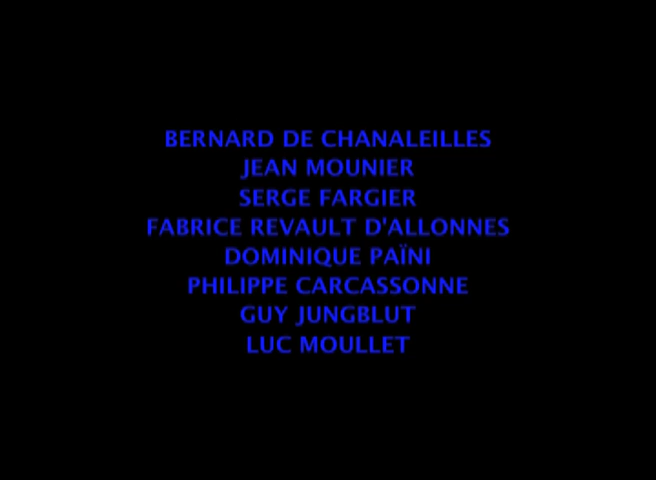 BERNARD DE CHANALEILLES
JEAN MOUNIER
SERGE FARGIER
FABRICE REVAULT D'ALLONNES
DOMINIQUE PAÏNI
PHILIPPE CARCASSONNE
GUY JUNGBLUT
LUC MOULLET